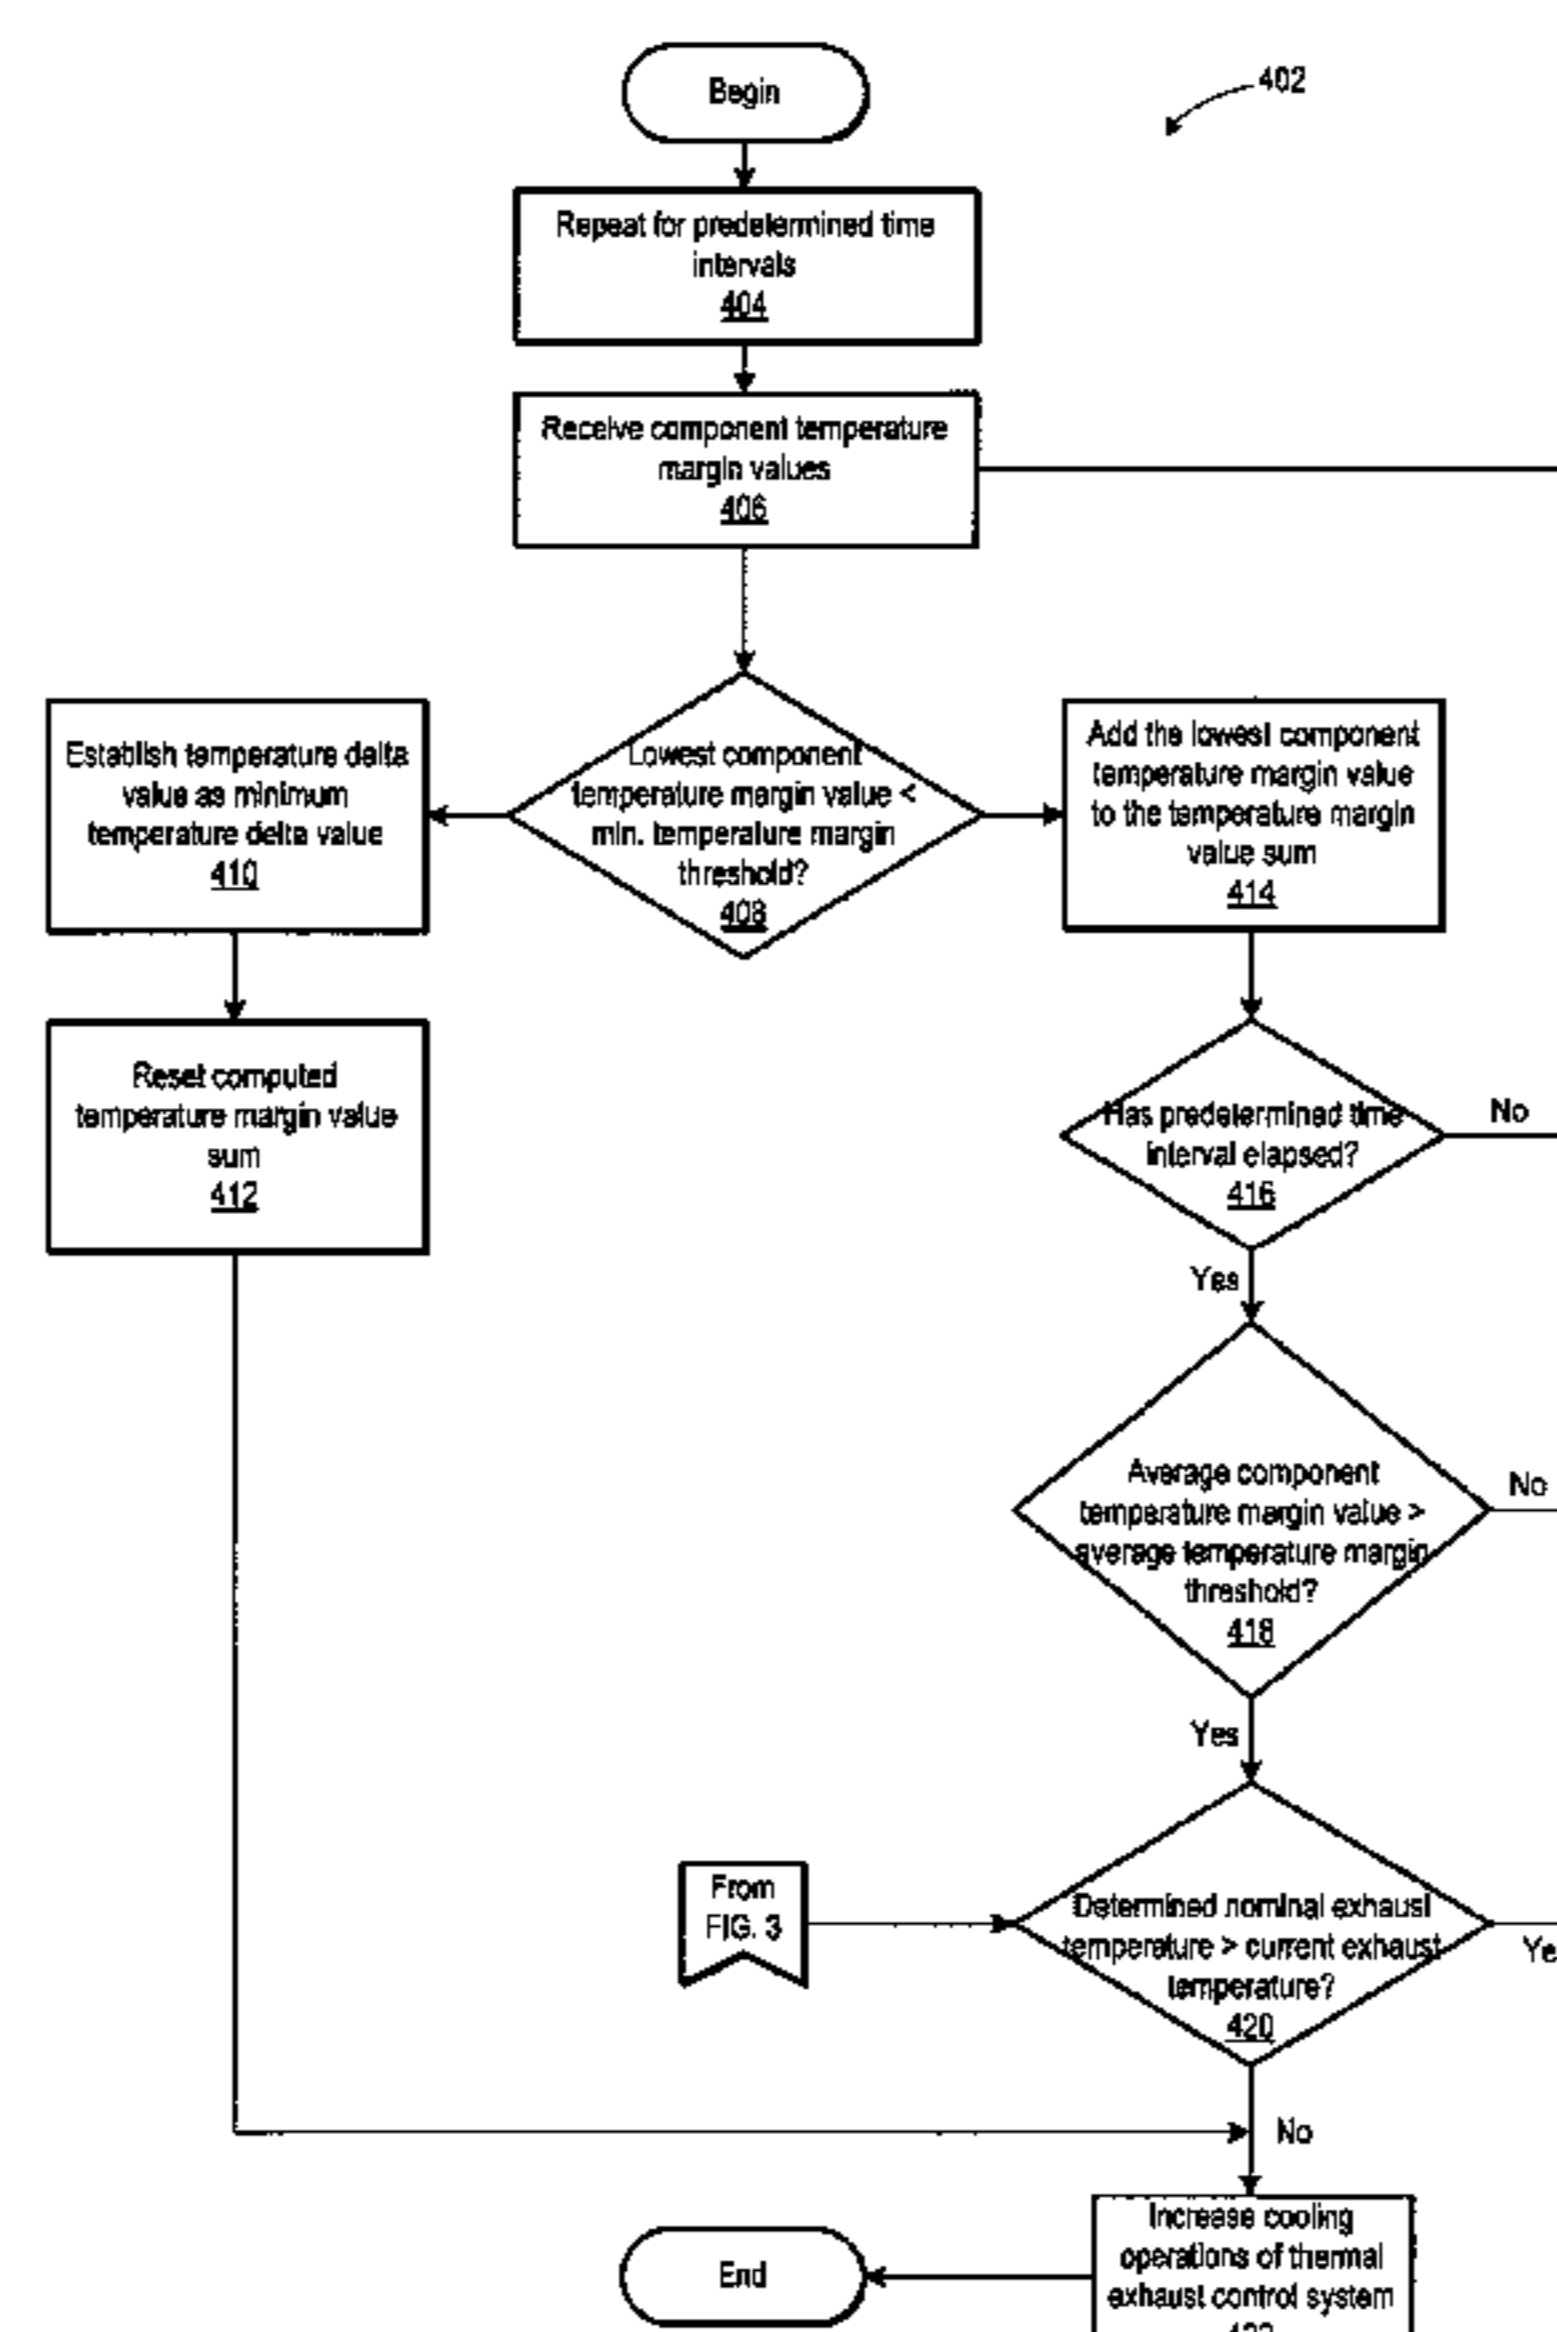 Begin
402
Repeat for predetermined time
intervals
404
Receive component temperature
margin values
406
Establish temperature delta
value as minimum
temperature delta value
410
Lowest component
temperature margin value <
min. temperature margin
threshold?
408
Add the lowest component
temperature margin value
to the temperature margin
value sum
414
Reset computed
temperature margin value
sum
412
Has predetermined time
interval elapsed?
416
No
Yes
Average component
temperature margin value >
average temperature margin
threshold?
418
No
Yes
From
FIG. 3
Determined nominal exhaust
temperature > current exhaust
temperature?
420
Ye
No
Increase cooling
operations of thermal
exhaust control system
End